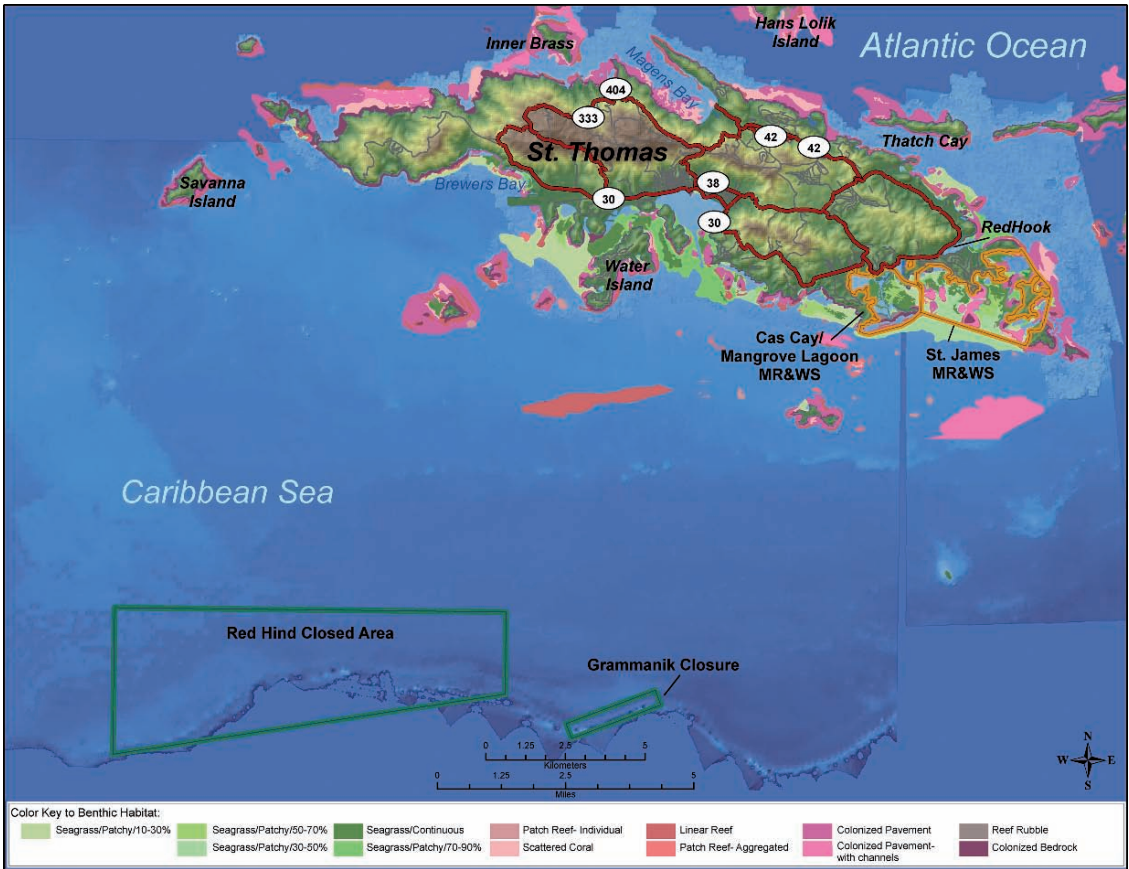 Hans Lolik
Island
Inner Brass
Atlantic Ocean
Magens Bay
404
333
42
42
St. Thomas
Thatch Cay
Savanna
Island
Brewers Bay
38
30
30
RedHook
Water
Island
Cas Cay/
Mangrove Lagoon
MR&WS
St. James
MR&WS
Caribbean Sea
Red Hind Closed Area
Grammanik Closure
0 1.25 2.5 5
Kilometers
0 1.25 2.5 5
Miles
N
W E
S
Color Key to Benthic Habitat:
Seagrass/Patchy/10-30% Seagrass/Patchy/50-70% Seagrass/Continuous Patch Reef- Individual Linear Reef Colonized Pavement Reef Rubble
Seagrass/Patchy/30-50% Seagrass/Patchy/70-90% Scattered Coral Patch Reef- Aggregated Colonized Pavement- Colonized Bedrock
with channels